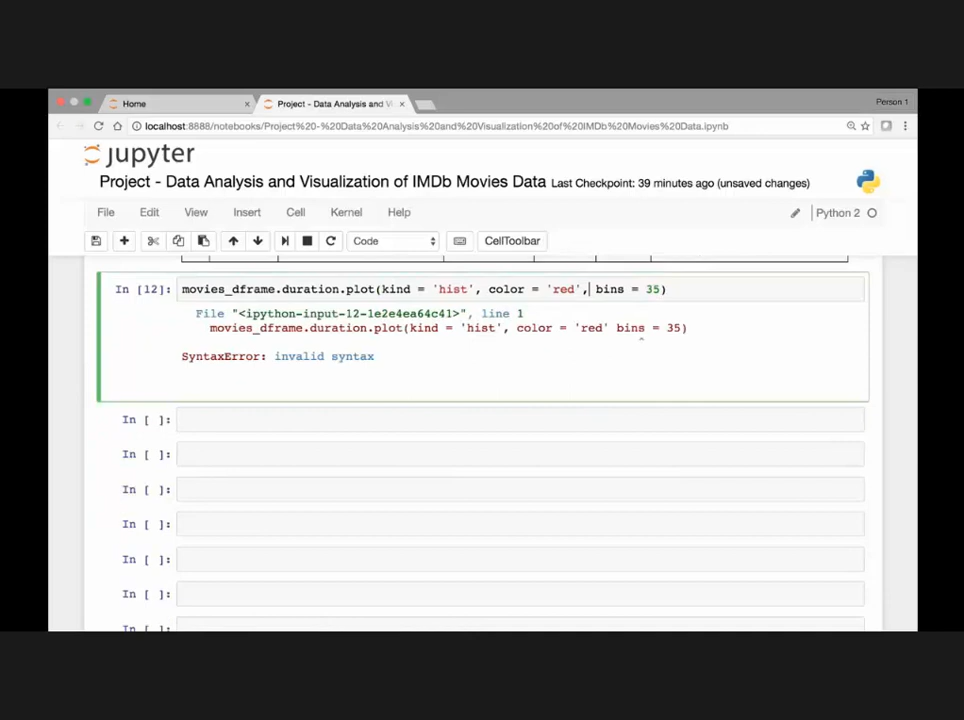 Home
Project - Data Analysis and Vi
Person 1
localhost:8888/notebooks/Project%20-%20Data%20Analysis%20and%20Visualization%20of%20IMDb%20Movies%20Data.ipynb
jupyter
Project - Data Analysis and Visualization of IMDb Movies Data Last Checkpoint: 39 minutes ago (unsaved changes)
File Edit View Insert Cell Kernel Help Python 2
Code CellToolbar
In [12]: movies_dframe.duration.plot(kind = 'hist', color = 'red', bins = 35)
File "<ipython-input-12-1e2e4ea64c41>", line 1
movies_dframe.duration.plot(kind = 'hist', color = 'red' bins = 35)
^
SyntaxError: invalid syntax
In [ ]:
In [ ]:
In [ ]:
In [ ]:
In [ ]:
In [ ]:
In [ ]: